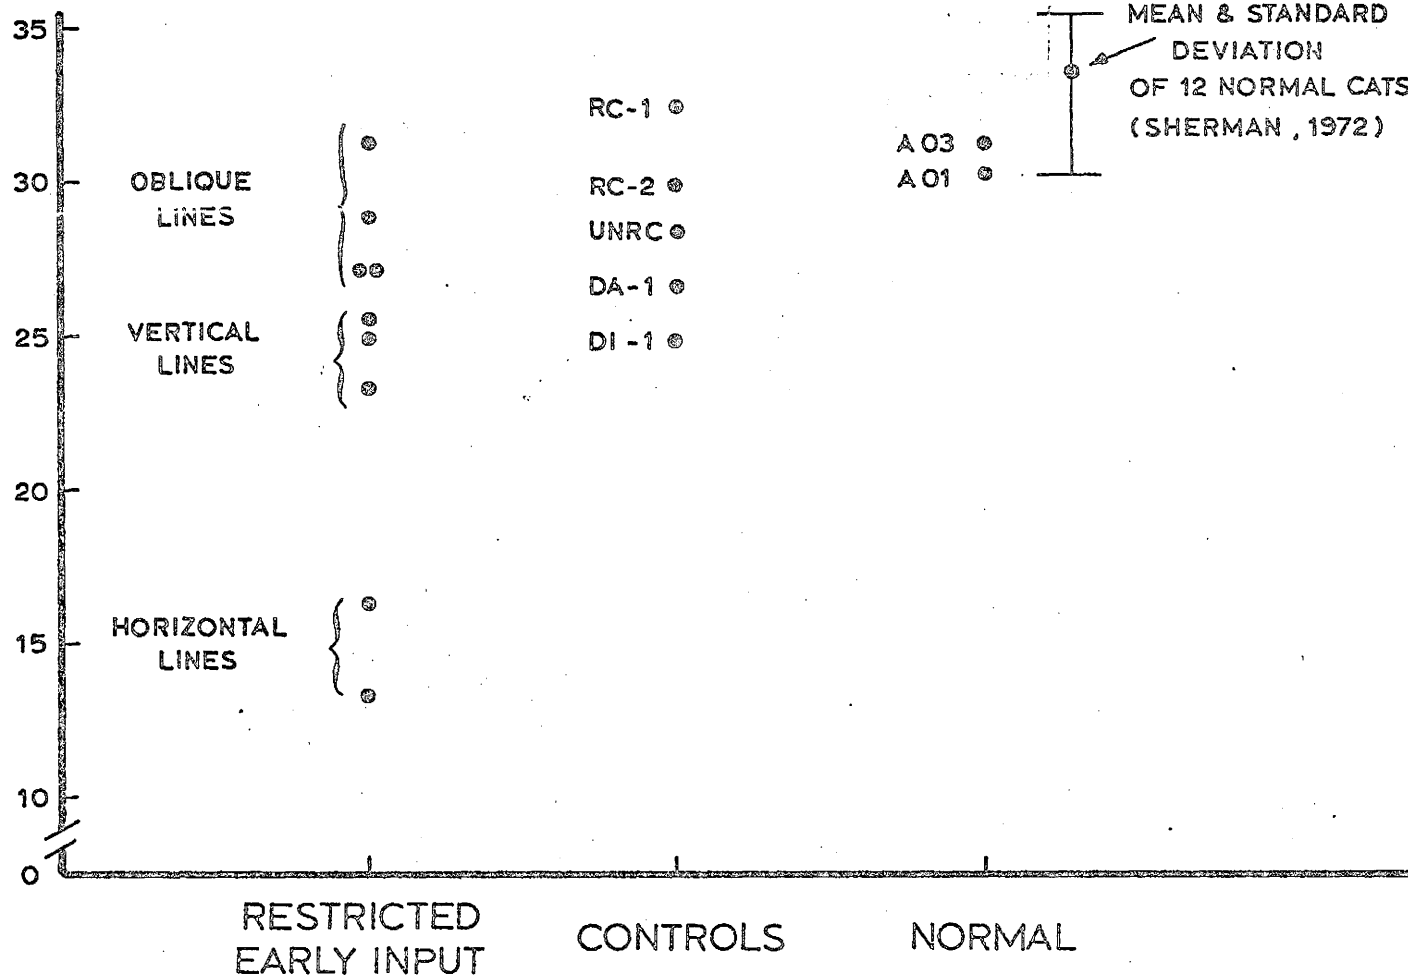 35
MEAN & STANDARD
DEVIATION
OF 12 NORMAL CATS
(SHERMAN, 1972)
RC-1
A 03
A 01
30
OBLIQUE
LINES
RC-2
UNRC
DA-1
25
VERTICAL
LINES
DI-1
20
15
HORIZONTAL
LINES
10
0
RESTRICTED
EARLY INPUT
CONTROLS
NORMAL